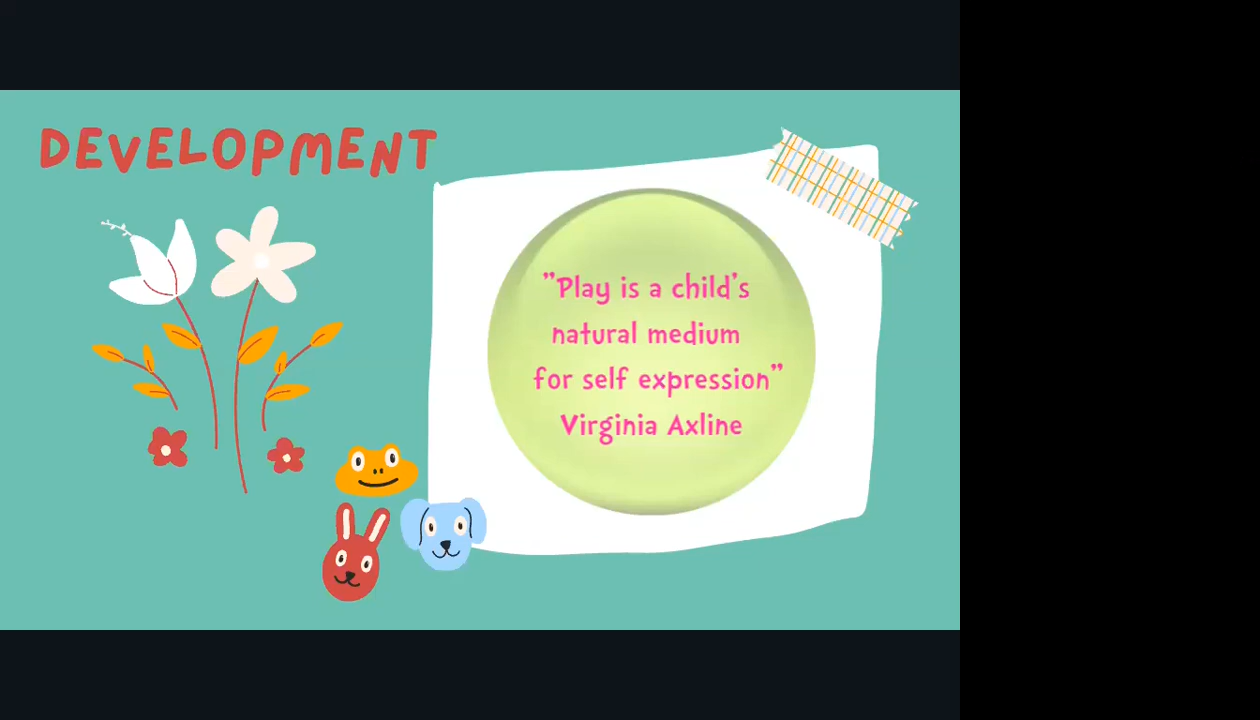 DEVELOPMENT
"Play is a child's
natural medium
for self expression"
Virginia Axline